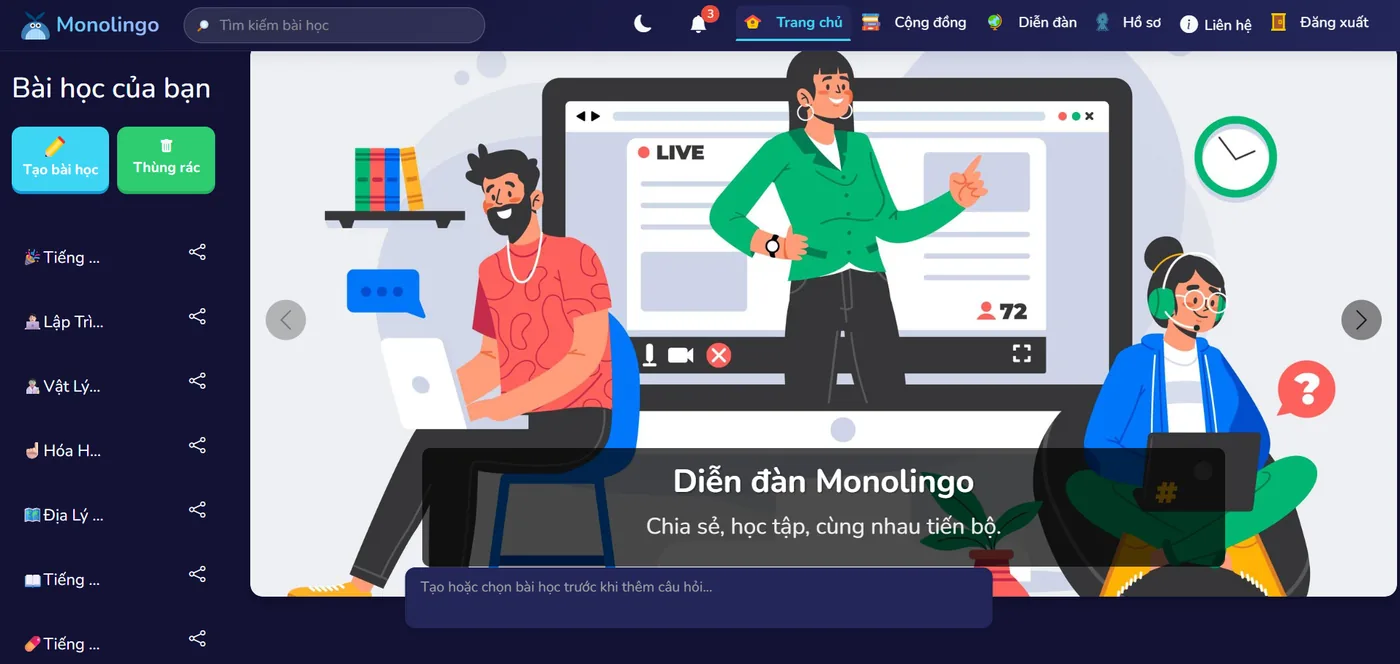 Monolingo
Tìm kiếm bài học
3
Trang chủ
Cộng đồng
Diễn đàn
Hồ sơ
Liên hệ
Đăng xuất
Bài học của bạn
Tạo bài học
Thùng rác
Tiếng ...
Lập Trì...
Vật Lý...
Hóa H...
Địa Lý ...
Tiếng ...
Tiếng ...
LIVE
72
?
#
Diễn đàn Monolingo
Chia sẻ, học tập, cùng nhau tiến bộ.
Tạo hoặc chọn bài học trước khi thêm câu hỏi...